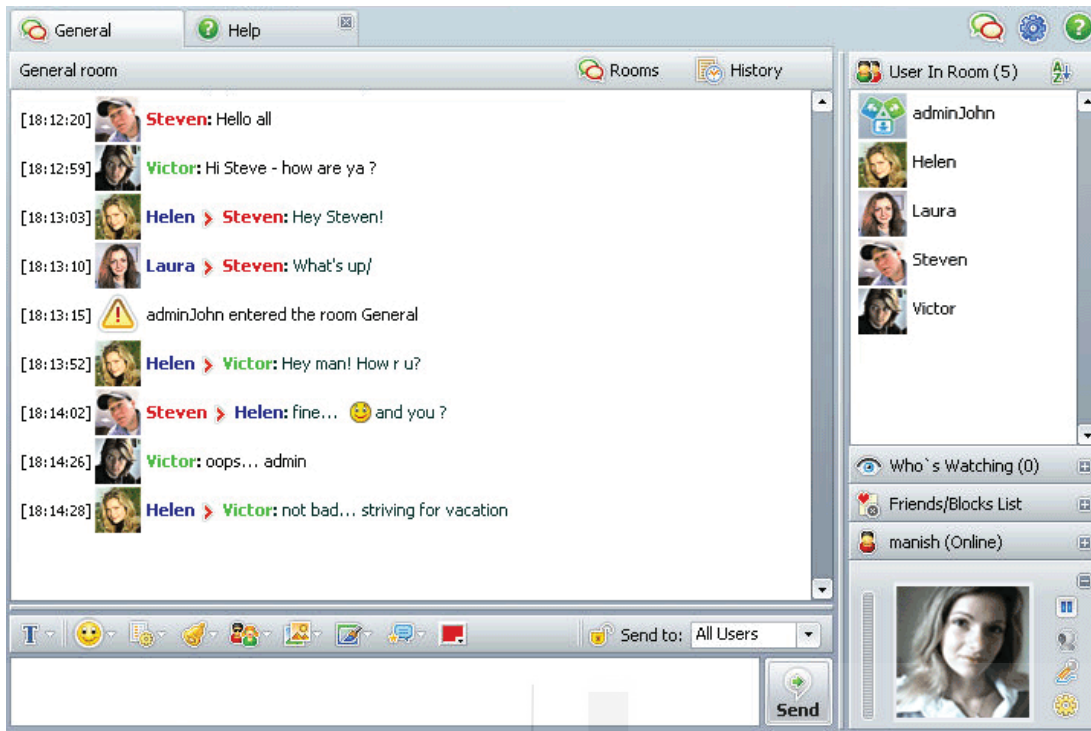 General
Help
General room
Rooms
History
[18:12:20] Steven: Hello all
[18:12:59] Victor: Hi Steve - how are ya ?
[18:13:03] Helen > Steven: Hey Steven!
[18:13:10] Laura > Steven: What's up/
[18:13:15] adminJohn entered the room General
[18:13:52] Helen > Victor: Hey man! How r u?
[18:14:02] Steven > Helen: fine... and you ?
[18:14:26] Victor: oops... admin
[18:14:28] Helen > Victor: not bad... striving for vacation
T
Send to: All Users
Send
User In Room (5)
AZ
adminJohn
Helen
Laura
Steven
Victor
Who`s Watching (0)
Friends/Blocks List
manish (Online)